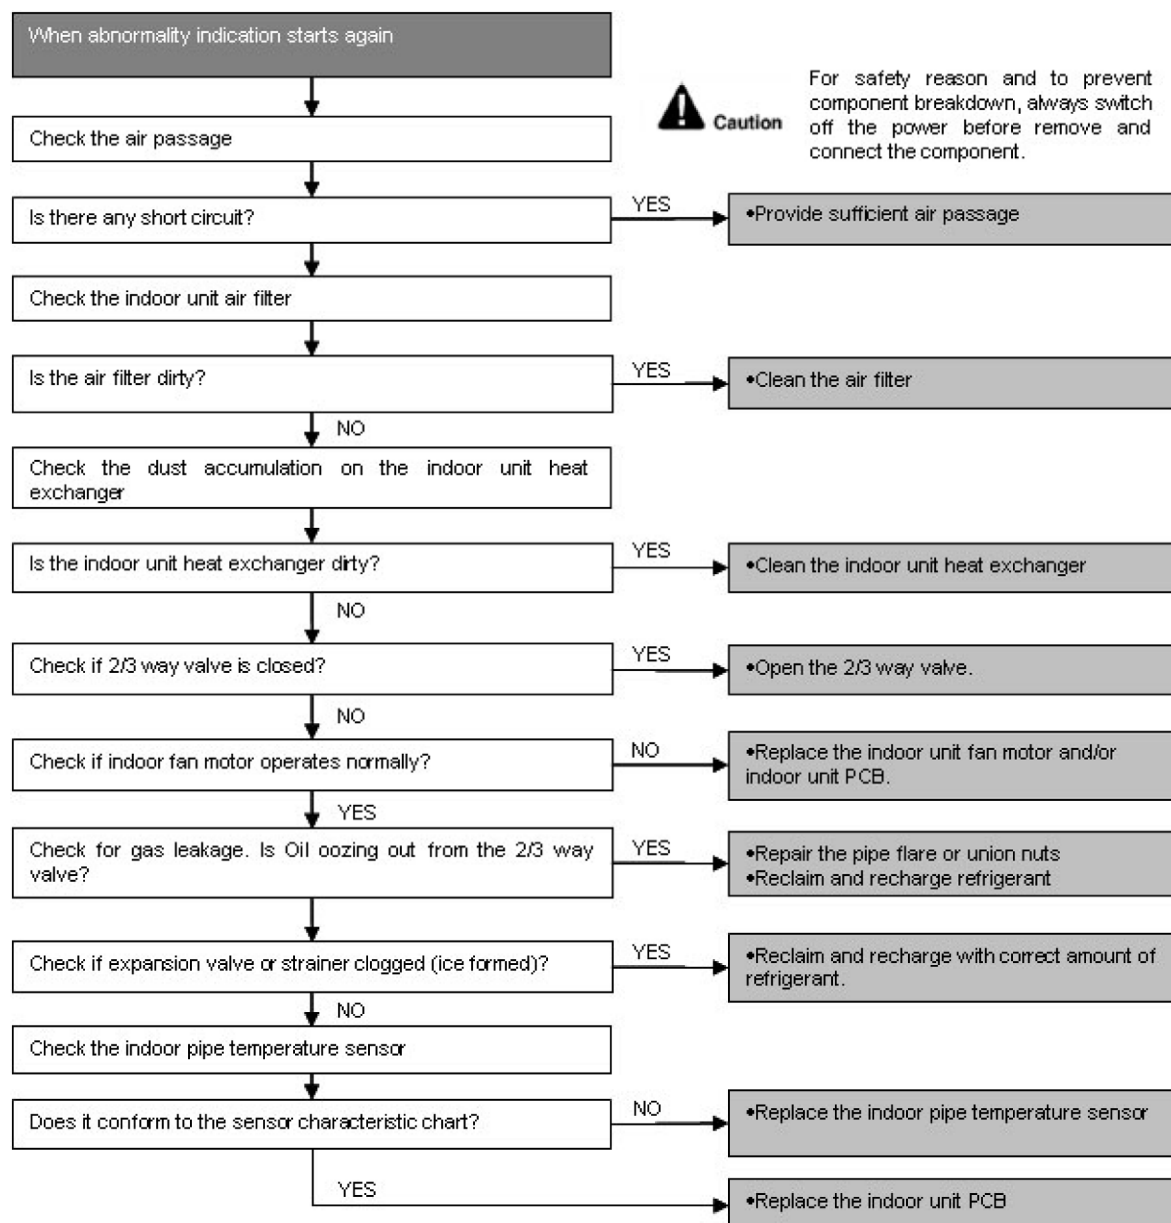 When abnormality indication starts again
For safety reason and to prevent
component breakdown, always switch
off the power before remove and
connect the component.
Caution
Check the air passage
Is there any short circuit?
YES
•Provide sufficient air passage
Check the indoor unit air filter
Is the air filter dirty?
YES
•Clean the air filter
NO
Check the dust accumulation on the indoor unit heat
exchanger
Is the indoor unit heat exchanger dirty?
YES
•Clean the indoor unit heat exchanger
NO
Check if 2/3 way valve is closed?
YES
•Open the 2/3 way valve.
NO
Check if indoor fan motor operates normally?
NO
•Replace the indoor unit fan motor and/or
indoor unit PCB.
YES
Check for gas leakage. Is Oil oozing out from the 2/3 way
valve?
YES
•Repair the pipe flare or union nuts
•Reclaim and recharge refrigerant
Check if expansion valve or strainer clogged (ice formed)?
YES
•Reclaim and recharge with correct amount of
refrigerant.
NO
Check the indoor pipe temperature sensor
Does it conform to the sensor characteristic chart?
NO
•Replace the indoor pipe temperature sensor
YES
•Replace the indoor unit PCB